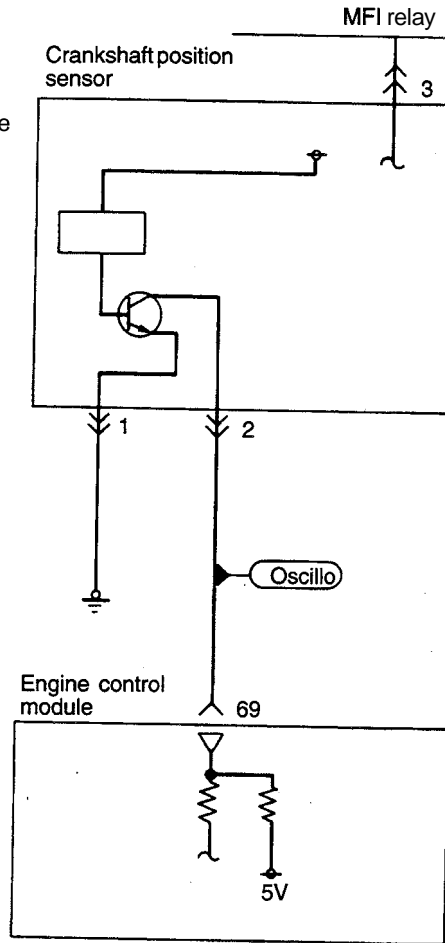 MFI relay
Crankshaft position
sensor
3
e
1
2
Oscillo
Engine control
module
69
5V